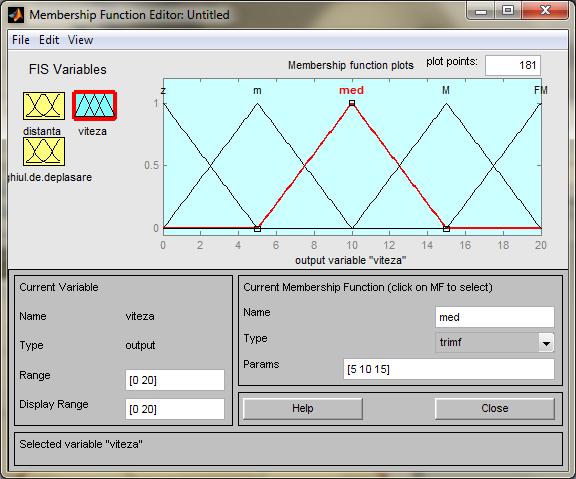 Membership Function Editor: Untitled
File Edit View
FIS Variables
distanta
viteza
ghiul.de.deplasare
Membership function plots
plot points:
181
z m med M FM
1
0.5
0
0 2 4 6 8 10 12 14 16 18 20
output variable "viteza"
Current Variable
Name viteza
Type output
Range [0 20]
Display Range [0 20]
Current Membership Function (click on MF to select)
Name med
Type trimf
Params [5 10 15]
Help Close
Selected variable "viteza"